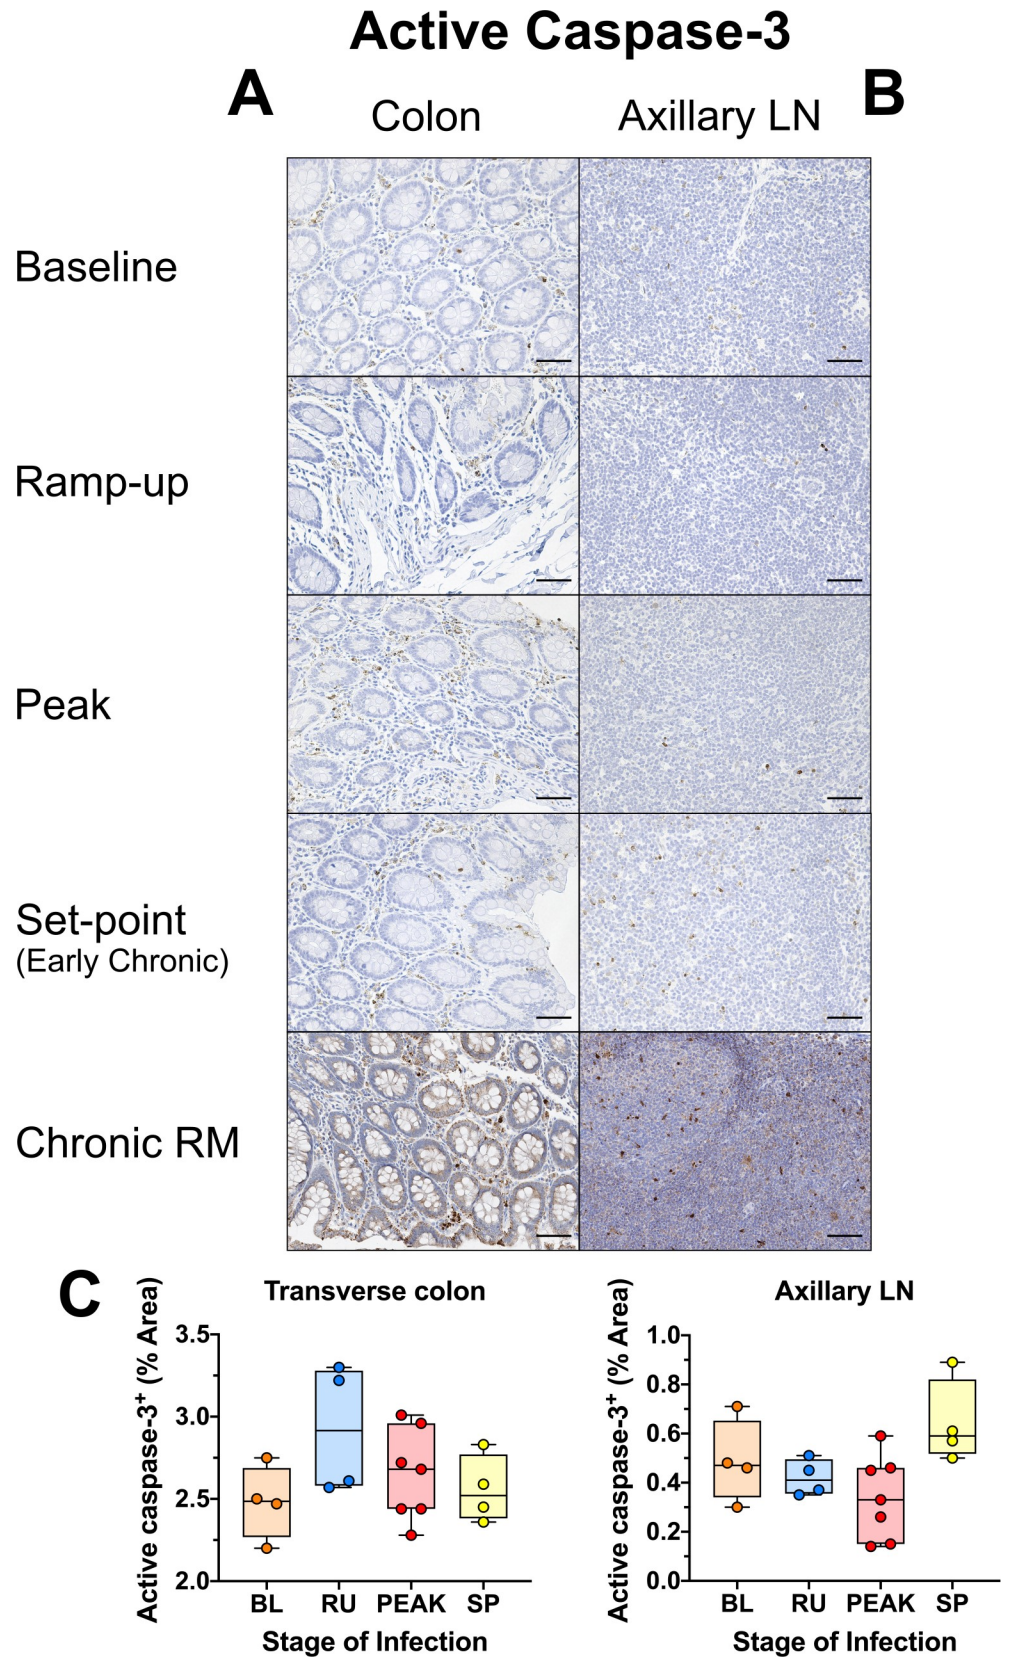 Active Caspase-3
A
Colon
Axillary LN
B
Baseline
Ramp-up
Peak
Set-point
(Early Chronic)
Chronic RM
C
Transverse colon
Active caspase-3+ (% Area)
3.5
3.0
2.5
2.0
BL RU PEAK SP
Stage of Infection
Axillary LN
Active caspase-3+ (% Area)
1.0
0.8
0.6
0.4
0.2
0.0
BL RU PEAK SP
Stage of Infection